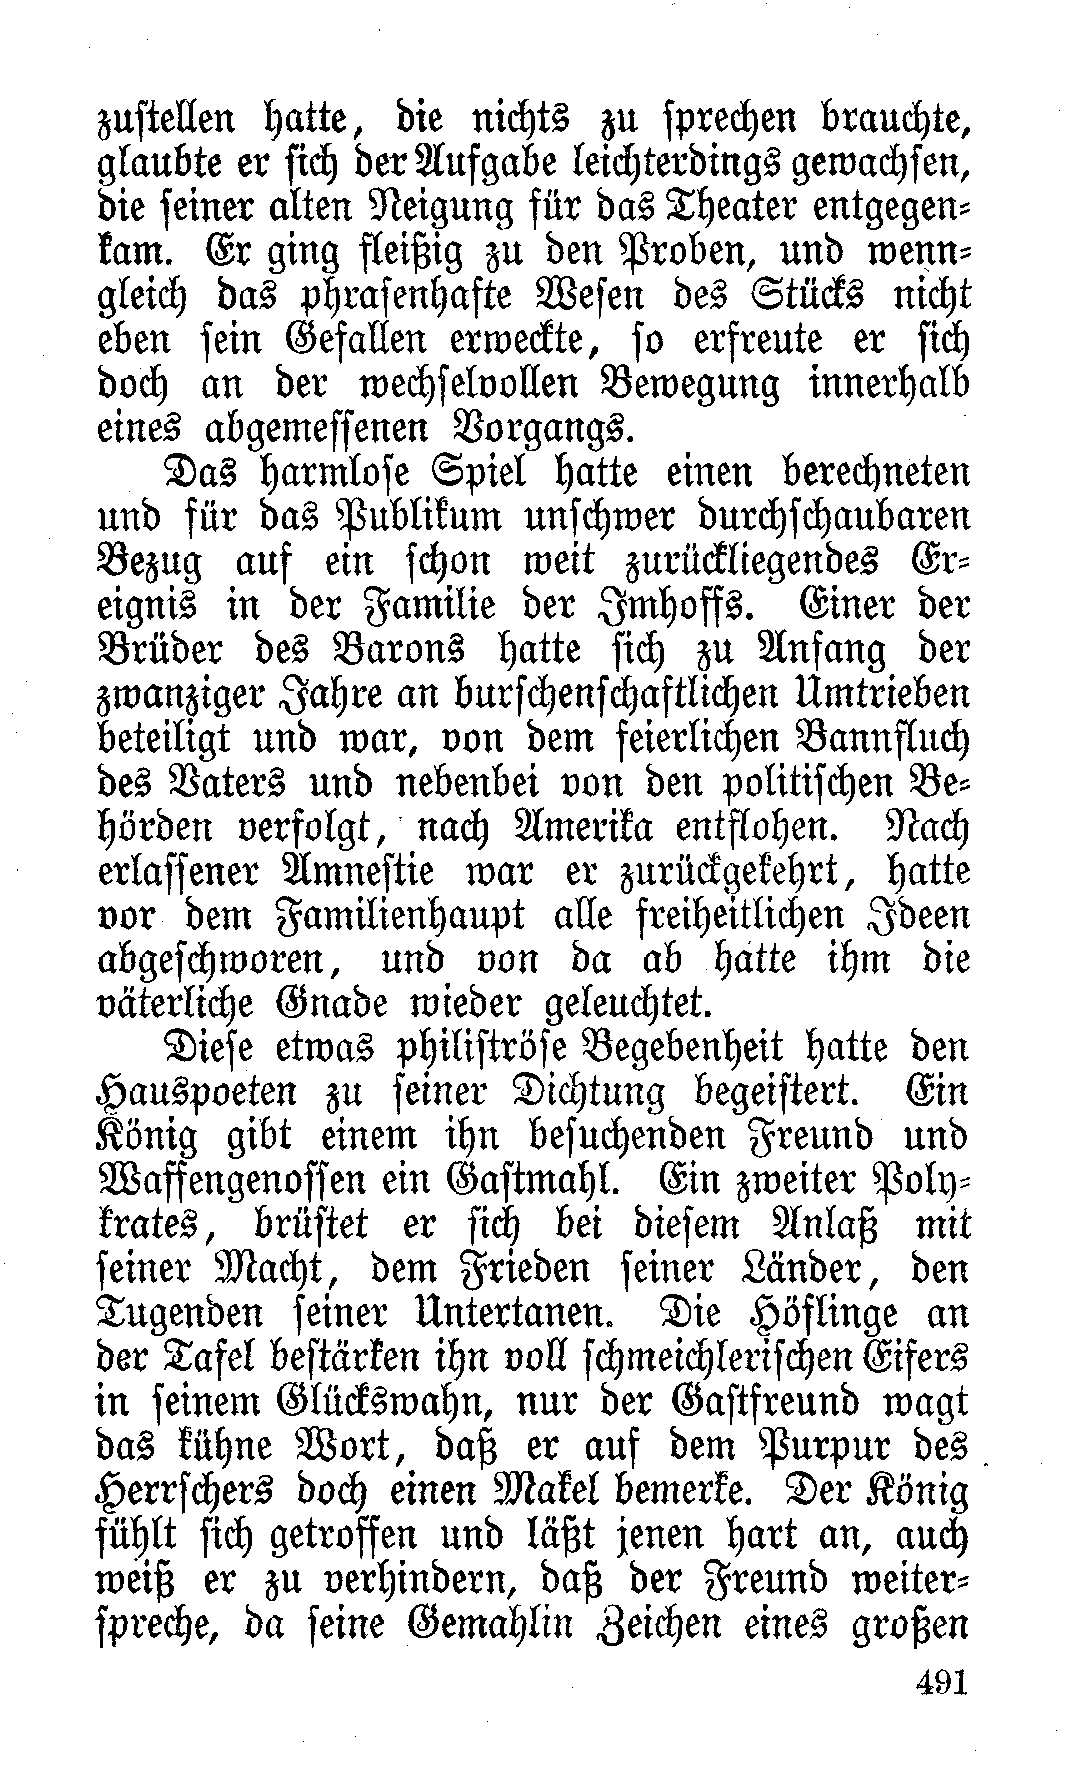 zustellen hatte, die nichts zu sprechen brauchte,
glaubte er sich der Aufgabe leichterdings gewachsen,
die seiner alten Neigung für das Theater entgegen-
kam. Er ging fleißig zu den Proben, und wenn-
gleich das phrasenhafte Wesen des Stücks nicht
eben sein Gefallen erweckte, so erfreute er sich
doch an der wechselvollen Bewegung innerhalb
eines abgemessenen Vorgangs.
Das harmlose Spiel hatte einen berechneten
und für das Publikum unschwer durchschaubaren
Bezug auf ein schon weit zurückliegendes Er-
eignis in der Familie der Imhoffs. Einer der
Brüder des Barons hatte sich zu Anfang der
zwanziger Jahre an burschenschaftlichen Umtrieben
beteiligt und war, von dem feierlichen Bannfluch
des Vaters und nebenbei von den politischen Be-
hörden verfolgt, nach Amerika entflohen. Nach
erlassener Amnestie war er zurückgekehrt, hatte
vor dem Familienhaupt alle freiheitlichen Ideen
abgeschworen, und von da ab hatte ihm die
väterliche Gnade wieder geleuchtet.
Diese etwas philiströse Begebenheit hatte den
Hauspoeten zu seiner Dichtung begeistert. Ein
König gibt einem ihn besuchenden Freund und
Waffengenossen ein Gastmahl. Ein zweiter Poly-
krates, brüstet er sich bei diesem Anlaß mit
seiner Macht, dem Frieden seiner Länder, den
Tugenden seiner Untertanen. Die Höflinge an
der Tafel bestärken ihn voll schmeichlerischen Eifers
in seinem Glückswahn, nur der Gastfreund wagt
das kühne Wort, daß er auf dem Purpur des
Herrschers doch einen Makel bemerke. Der König
fühlt sich getroffen und läßt jenen hart an, auch
weiß er zu verhindern, daß der Freund weiter-
spreche, da seine Gemahlin Zeichen eines großen
491